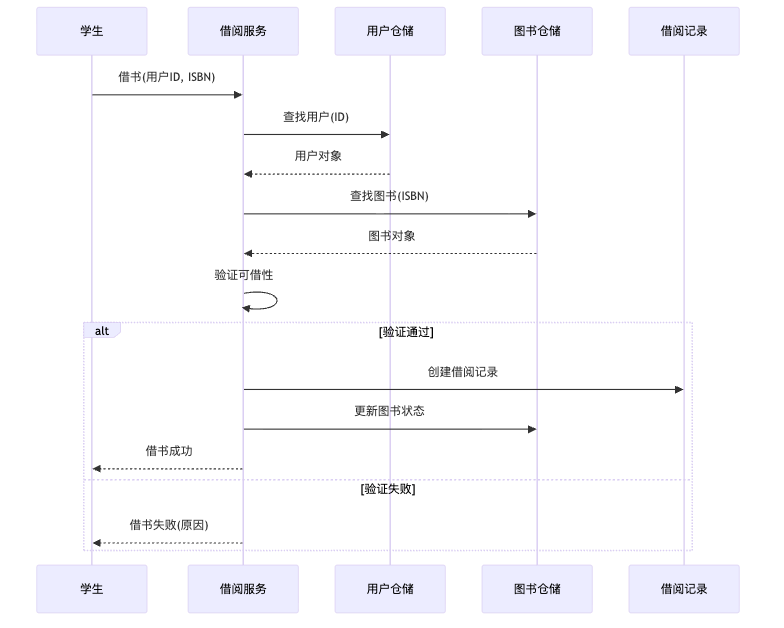 学生
借阅服务
用户仓储
图书仓储
借阅记录
借书(用户ID, ISBN)
查找用户(ID)
用户对象
查找图书(ISBN)
图书对象
验证可借性
alt
[验证通过]
创建借阅记录
更新图书状态
借书成功
[验证失败]
借书失败(原因)
学生
借阅服务
用户仓储
图书仓储
借阅记录